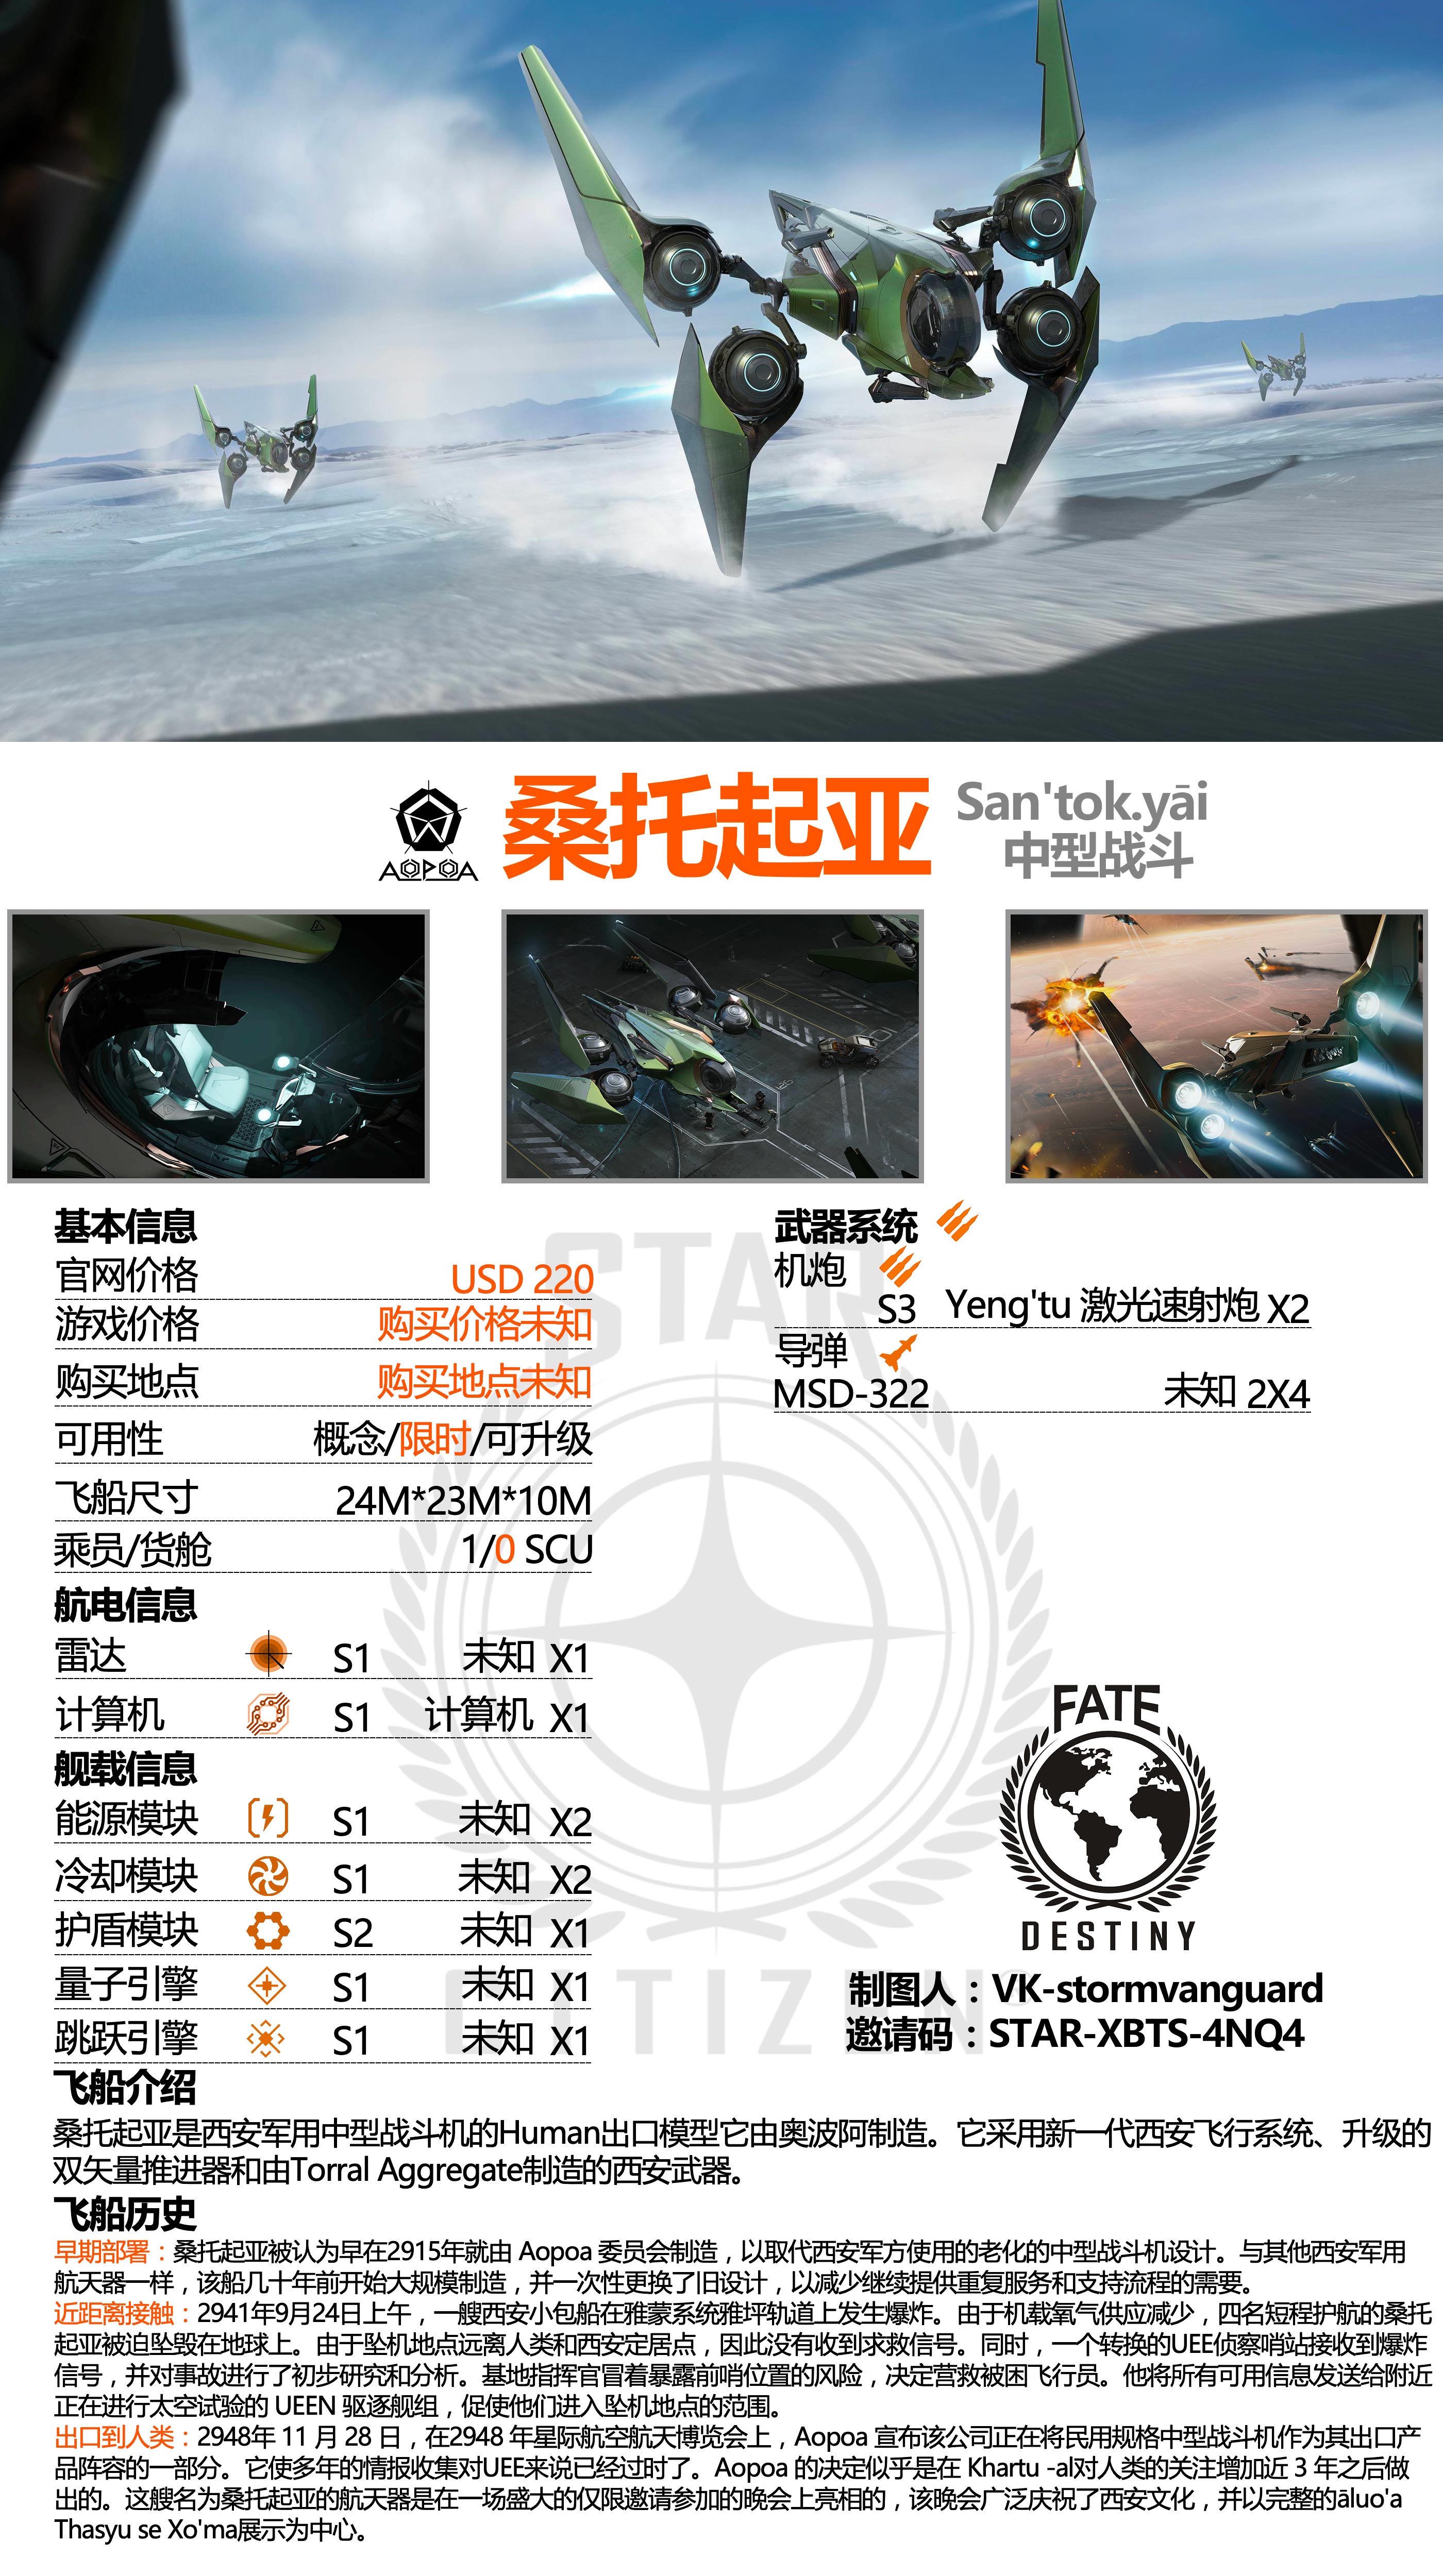 AOPOA
桑托起亚
San'tok.yāi
中型战斗
基本信息
官网价格 USD 220
游戏价格 购买价格未知
购买地点 购买地点未知
可用性 概念/限时/可升级
飞船尺寸 24M*23M*10M
乘员/货舱 1/0 SCU
航电信息
雷达 S1 未知 X1
计算机 S1 计算机 X1
舰载信息
能源模块 S1 未知 X2
冷却模块 S1 未知 X2
护盾模块 S2 未知 X1
量子引擎 S1 未知 X1
跳跃引擎 S1 未知 X1
武器系统
机炮
S3 Yeng'tu 激光速射炮 X2
导弹
MSD-322 未知 2X4
STAR
CITIZEN®
FATE
DESTINY
制图人：VK-stormvanguard
邀请码：STAR-XBTS-4NQ4
飞船介绍
桑托起亚是西安军用中型战斗机的Human出口模型它由奥波阿制造。它采用新一代西安飞行系统、升级的
双矢量推进器和由Torral Aggregate制造的西安武器。
飞船历史
早期部署：桑托起亚被认为早在2915年就由 Aopoa 委员会制造，以取代西安军方使用的老化的中型战斗机设计。与其他西安军用
航天器一样，该船几十年前开始大规模制造，并一次性更换了旧设计，以减少继续提供重复服务和支持流程的需要。
近距离接触：2941年9月24日上午，一艘西安小包船在雅蒙系统雅坪轨道上发生爆炸。由于机载氧气供应减少，四名短程护航的桑托
起亚被迫坠毁在地球上。由于坠机地点远离人类和西安定居点，因此没有收到求救信号。同时，一个转换的UEE侦察哨站接收到爆炸
信号，并对事故进行了初步研究和分析。基地指挥官冒着暴露前哨位置的风险，决定营救被困飞行员。他将所有可用信息发送给附近
正在进行太空试验的 UEEN 驱逐舰组，促使他们进入坠机地点的范围。
出口到人类：2948年 11 月 28 日，在2948 年星际航空航天博览会上，Aopoa 宣布该公司正在将民用规格中型战斗机作为其出口产
品阵容的一部分。它使多年的情报收集对UEE来说已经过时了。Aopoa 的决定似乎是在 Khartu -al对人类的关注增加近 3 年之后做
出的。这艘名为桑托起亚的航天器是在一场盛大的仅限邀请参加的晚会上亮相的，该晚会广泛庆祝了西安文化，并以完整的āluo'a
Thasyu se Xo'ma展示为中心。